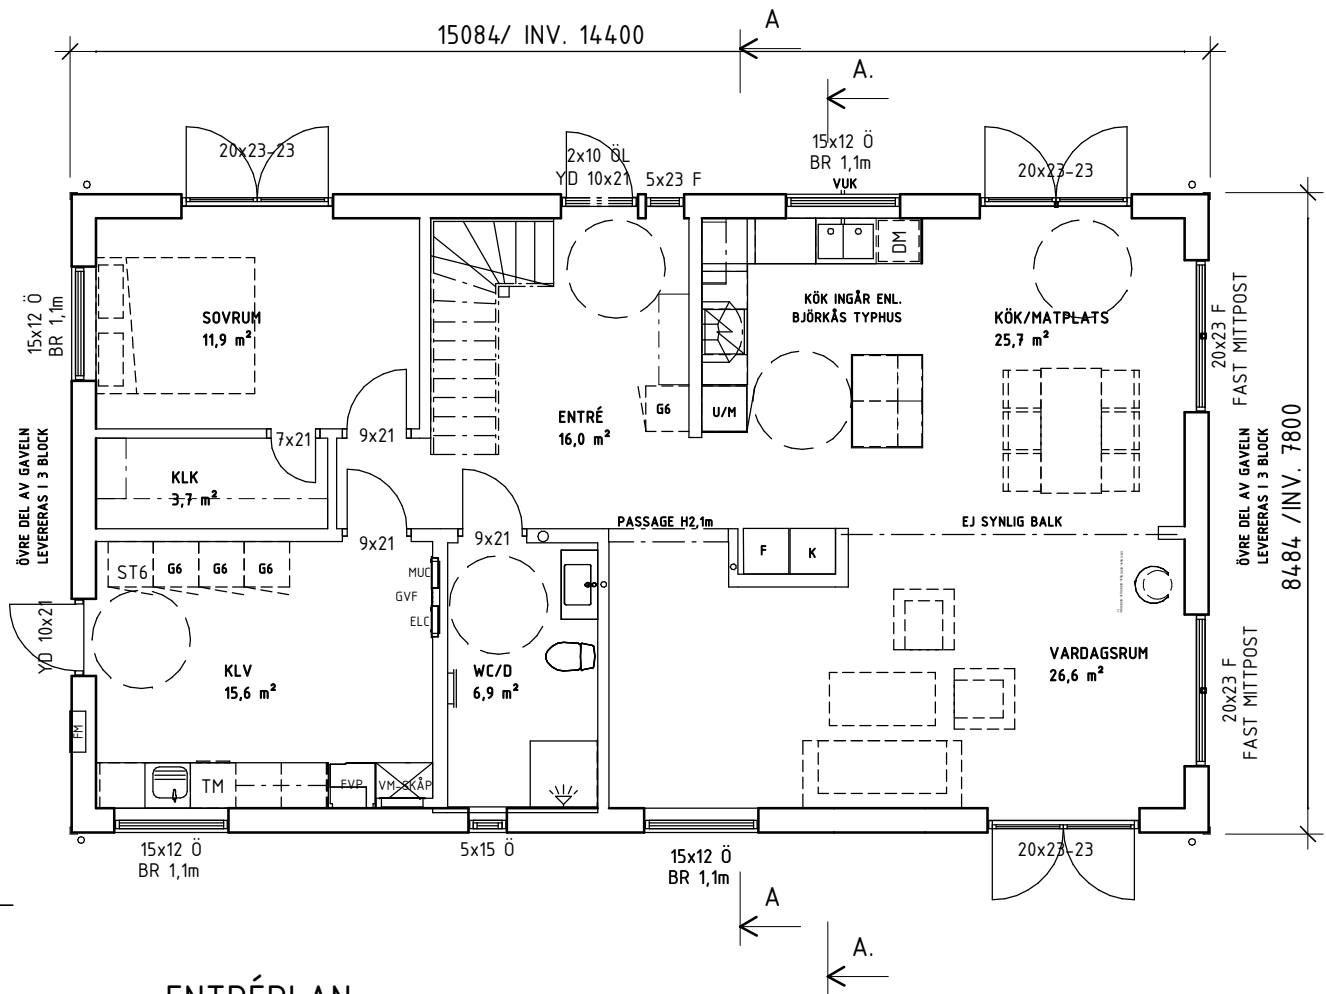 15084/ INV. 14400
A
A.
20x23-23
2x10 ÖL
YD 10x21
5x23 F
15x12 Ö
BR 1,1m
VUK
20x23-23
DM
15x12 Ö
BR 1,1m
SOVRUM
11,9 m²
KÖK INGÅR ENL.
BJÖRKÅS TYPHUS
KÖK/MATPLATS
25,7 m²
20x23 F
FAST MITTPOST
ENTRÉ
16,0 m²
G6
U/M
7x21
9x21
KLK
3,7 m²
ÖVRE DEL AV GAVELN
LEVERERAS I 3 BLOCK
ÖVRE DEL AV GAVELN
LEVERERAS I 3 BLOCK
8484 /INV. 7800
PASSAGE H2,1m
EJ SYNLIG BALK
9x21
9x21
F
K
ST6
G6
G6
G6
MUC
GVF
ELC
YD 10x21
KLV
15,6 m²
WC/D
6,9 m²
VARDAGSRUM
26,6 m²
20x23 F
FAST MITTPOST
FM
TM
FVP
VM-SKÅP
15x12 Ö
BR 1,1m
5x15 Ö
15x12 Ö
BR 1,1m
20x23-23
A
A.
ENTRÉPLAN